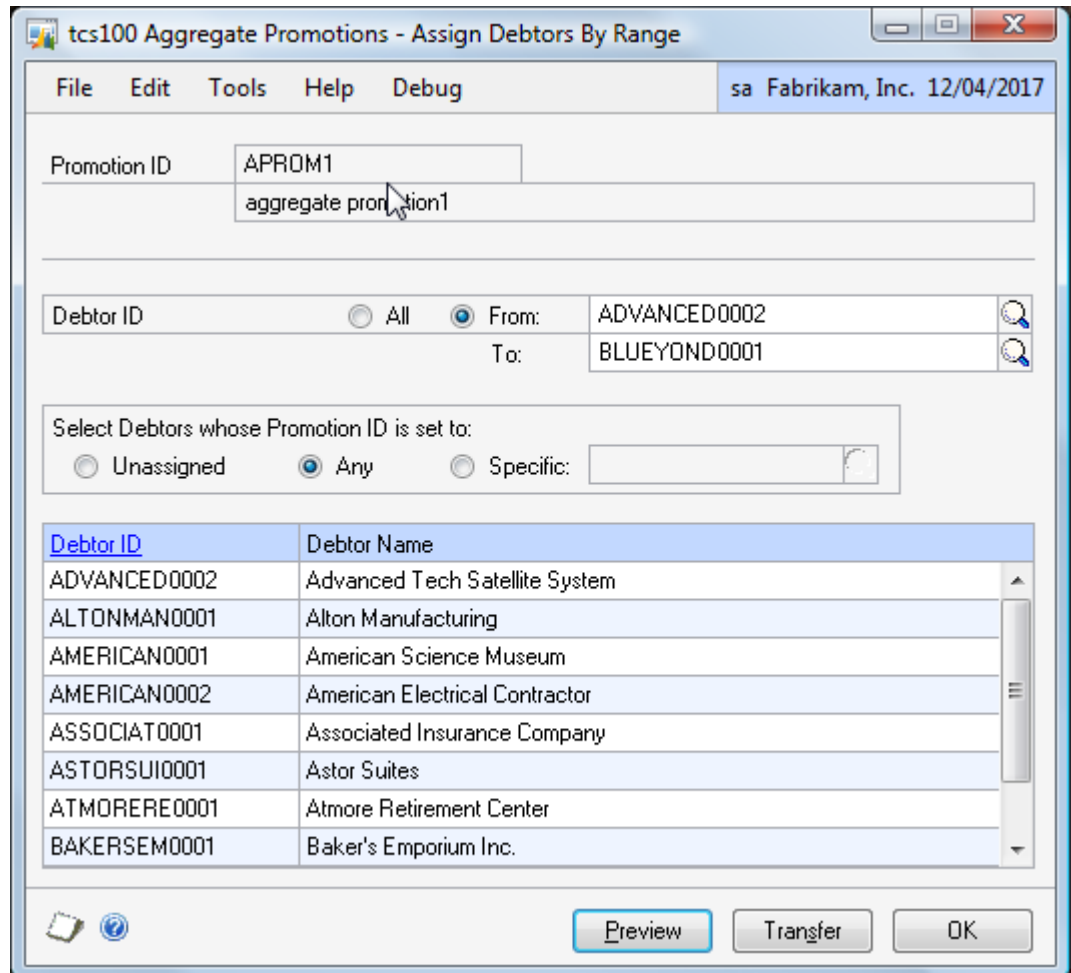 tcs100 Aggregate Promotions - Assign Debtors By Range
File Edit Tools Help Debug sa Fabrikam, Inc. 12/04/2017
Promotion ID APROM1
aggregate promotion1
Debtor ID All From: ADVANCED0002
To: BLUEYOND0001
Select Debtors whose Promotion ID is set to:
Unassigned Any Specific:
Debtor ID Debtor Name
ADVANCED0002 Advanced Tech Satellite System
ALTONMAN0001 Alton Manufacturing
AMERICAN0001 American Science Museum
AMERICAN0002 American Electrical Contractor
ASSOCIAT0001 Associated Insurance Company
ASTORSUI0001 Astor Suites
ATMORERE0001 Atmore Retirement Center
BAKERSEM0001 Baker's Emporium Inc.
Preview Transfer OK